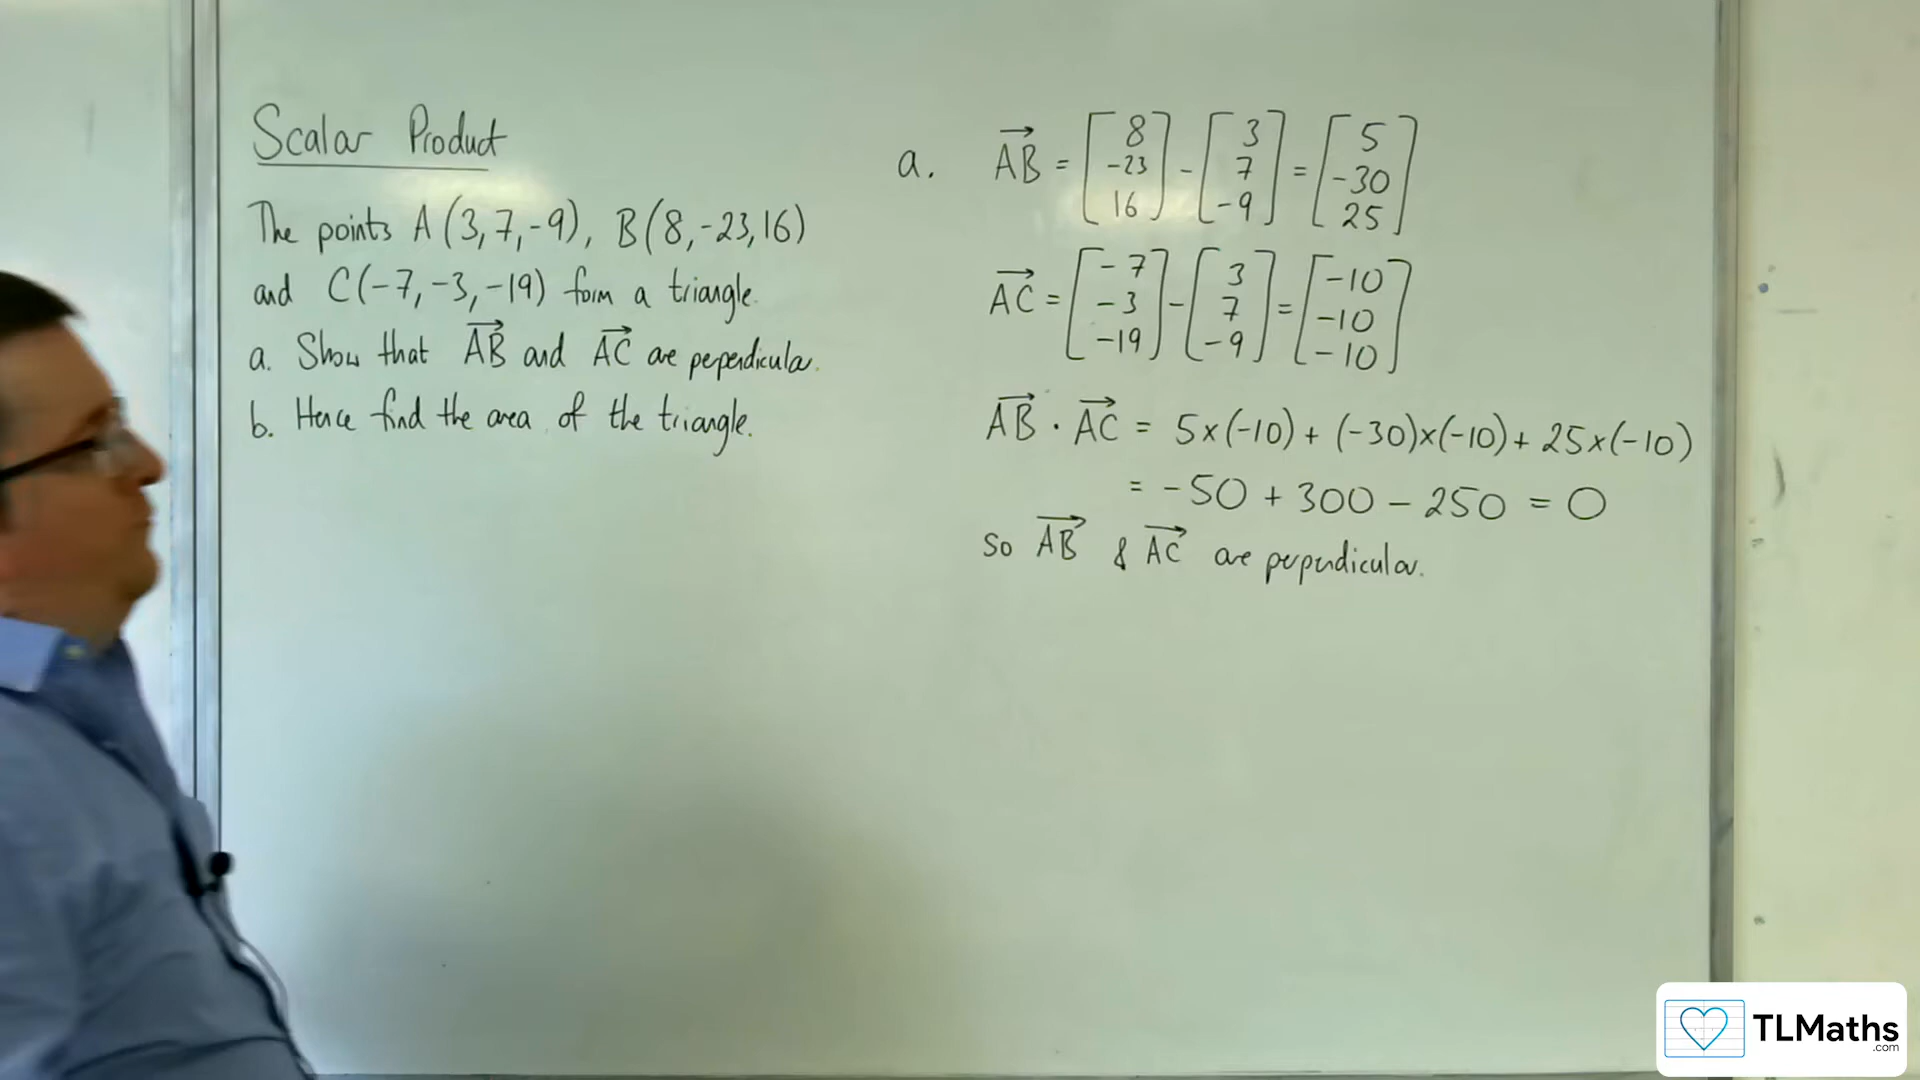 Scalar Product
The points A(3,7,-9), B(8,-23,16)
and C(-7,-3,-19) form a triangle.
a. Show that →AB and →AC are perpendicular.
b. Hence find the area of the triangle.
a. →AB = [8 -23 16] - [3 7 -9] = [5 -30 25]
→AC = [-7 -3 -19] - [3 7 -9] = [-10 -10 -10]
→AB · →AC = 5×(-10) + (-30)×(-10) + 25×(-10)
= -50 + 300 - 250 = 0
So →AB & →AC are perpendicular.
TLMaths
.com